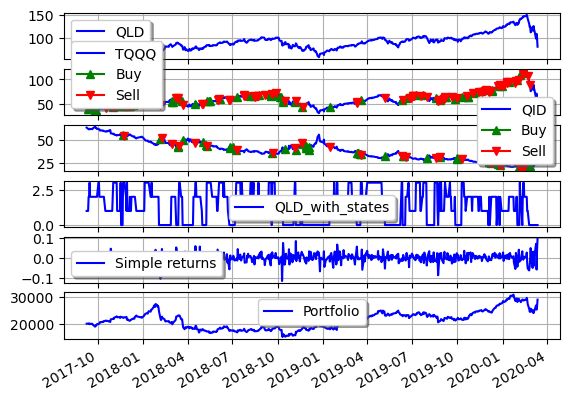 150
100
QLD
TQQQ
Buy
Sell
100
50
QID
Buy
Sell
50
25
2.5
0.0
QLD_with_states
0.1
0.0
-0.1
Simple returns
30000
20000
Portfolio
2017-10 2018-01 2018-04 2018-07 2018-10 2019-01 2019-04 2019-07 2019-10 2020-01 2020-04